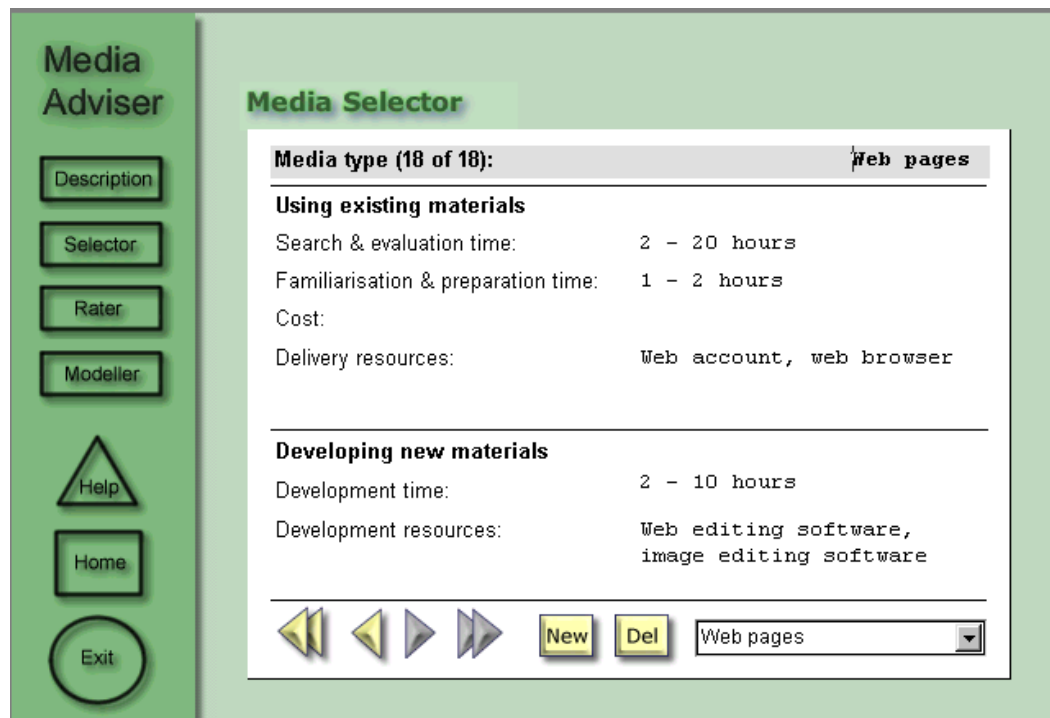 Media
Adviser
Description
Selector
Rater
Modeller
Help
Home
Exit
Media Selector
Media type (18 of 18): Web pages
Using existing materials
Search & evaluation time: 2 - 20 hours
Familiarisation & preparation time: 1 - 2 hours
Cost:
Delivery resources: Web account, web browser
Developing new materials
Development time: 2 - 10 hours
Development resources: Web editing software,
image editing software
New Del Web pages